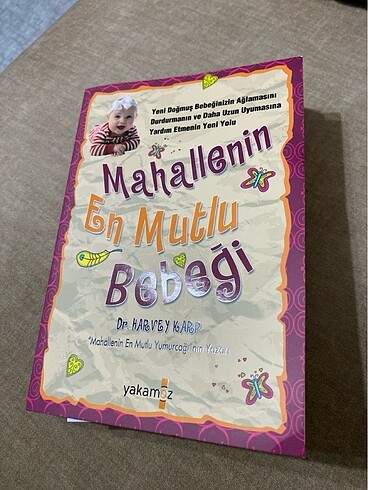 Yeni Doğmuş Bebeğinizin Ağlamasını
Durdurmanın ve Daha Uzun Uyumasına
Yardım Etmenin Yeni Yolu
Mahallenin
En Mutlu
Bebeği
Dr. HARVEY KARP
"Mahallenin En Mutlu Yumurcağı"nın Yazarı
yakamoz